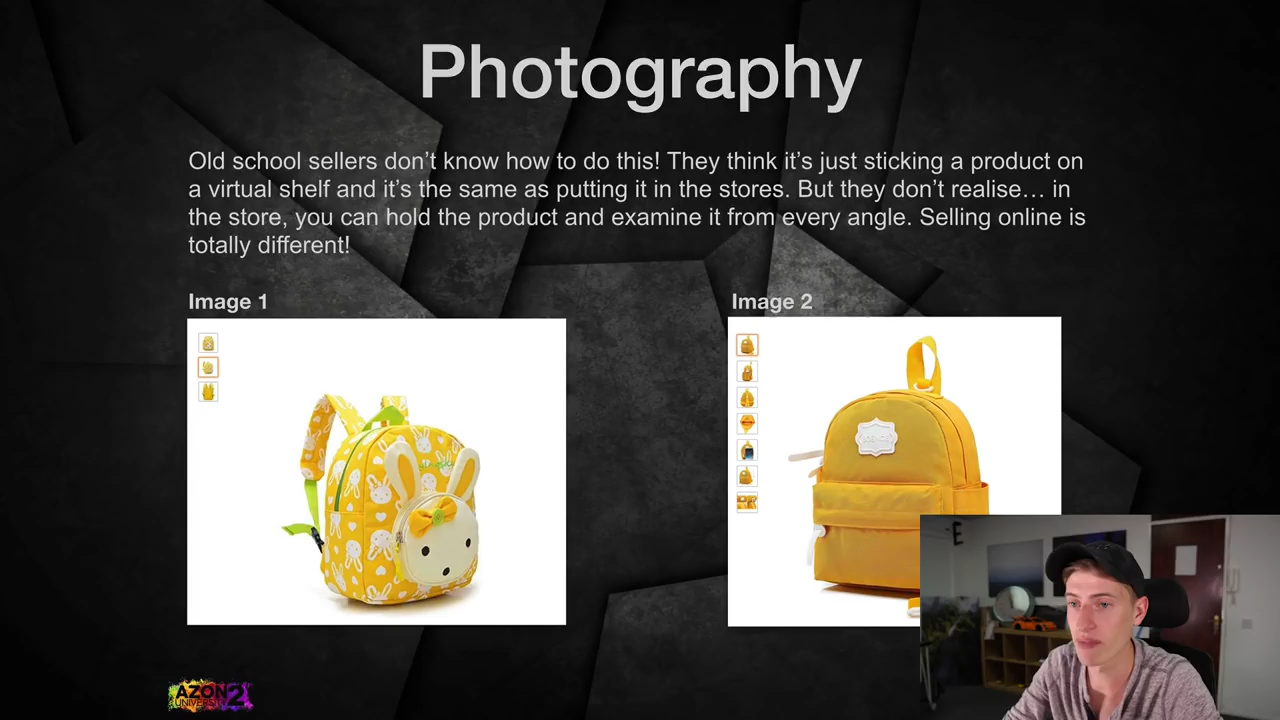 Photography
Old school sellers don’t know how to do this! They think it’s just sticking a product on
a virtual shelf and it’s the same as putting it in the stores. But they don’t realise… in
the store, you can hold the product and examine it from every angle. Selling online is
totally different!
Image 1
Image 2
AZON
UNIVERSITY 2